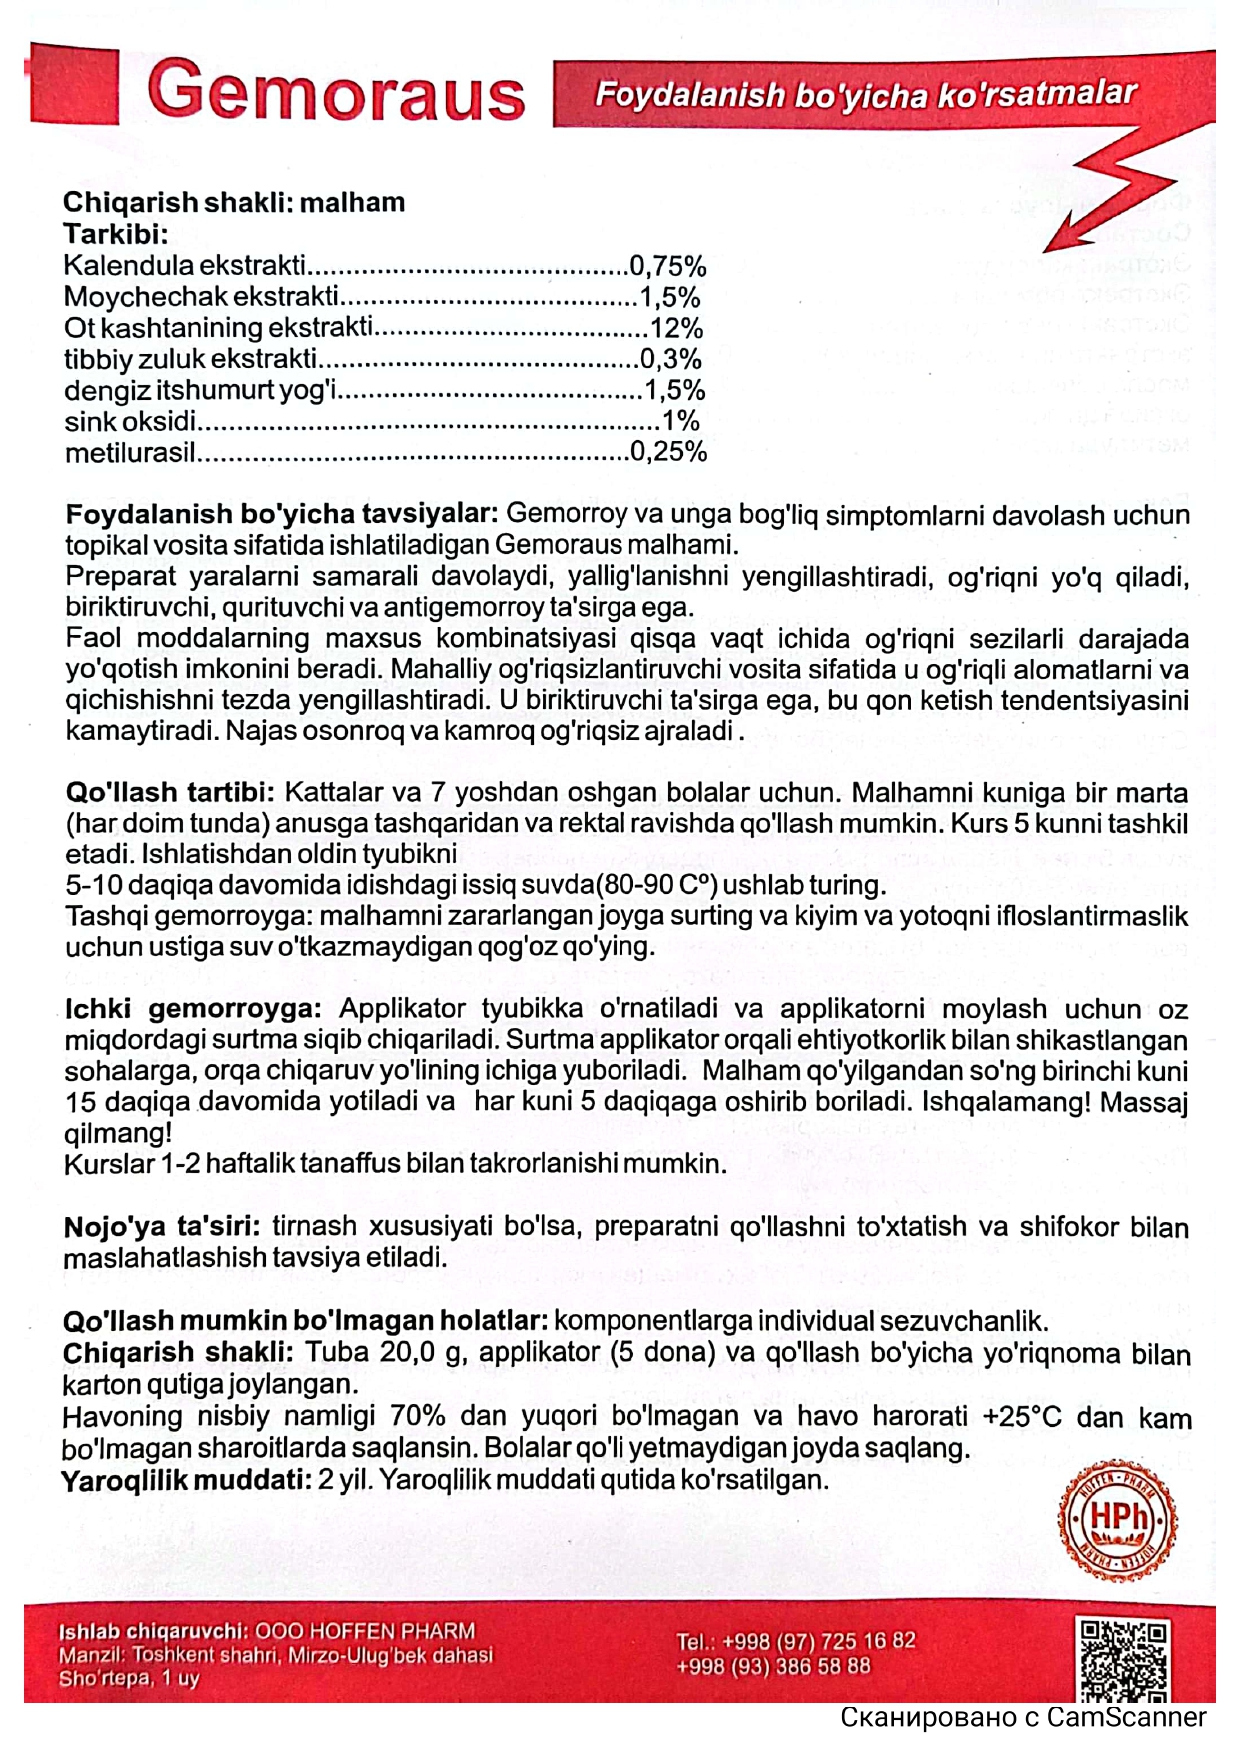 Gemoraus
Foydalanish bo'yicha ko'rsatmalar
Chiqarish shakli: malham
Tarkibi:
Kalendula ekstrakti..........................................0,75%
Moychechak ekstrakti.......................................1,5%
Ot kashtanining ekstrakti....................................12%
tibbiy zuluk ekstrakti..........................................0,3%
dengiz itshumurt yog'i........................................1,5%
sink oksidi.............................................................1%
metilurasil.........................................................0,25%
Foydalanish bo'yicha tavsiyalar: Gemorroy va unga bog'liq simptomlarni davolash uchun
topikal vosita sifatida ishlatiladigan Gemoraus malhami.
Preparat yaralarni samarali davolaydi, yallig'lanishni yengillashtiradi, og'riqni yo'q qiladi,
biriktiruvchi, qurituvchi va antigemorroy ta'sirga ega.
Faol moddalarning maxsus kombinatsiyasi qisqa vaqt ichida og'riqni sezilarli darajada
yo'qotish imkonini beradi. Mahalliy og'riqsizlantiruvchi vosita sifatida u og'riqli alomatlarni va
qichishishni tezda yengillashtiradi. U biriktiruvchi ta'sirga ega, bu qon ketish tendentsiyasini
kamaytiradi. Najas osonroq va kamroq og'riqsiz ajraladi .
Qo'llash tartibi: Kattalar va 7 yoshdan oshgan bolalar uchun. Malhamni kuniga bir marta
(har doim tunda) anusga tashqaridan va rektal ravishda qo'llash mumkin. Kurs 5 kunni tashkil
etadi. Ishlatishdan oldin tyubikni
5-10 daqiqa davomida idishdagi issiq suvda(80-90 Cº) ushlab turing.
Tashqi gemorroyga: malhamni zararlangan joyga surting va kiyim va yotoqni ifloslantirmaslik
uchun ustiga suv o'tkazmaydigan qog'oz qo'ying.
Ichki gemorroyga: Applikator tyubikka o'rnatiladi va applikatorni moylash uchun oz
miqdordagi surtma siqib chiqariladi. Surtma applikator orqali ehtiyotkorlik bilan shikastlangan
sohalarga, orqa chiqaruv yo'lining ichiga yuboriladi. Malham qo'yilgandan so'ng birinchi kuni
15 daqiqa davomida yotiladi va har kuni 5 daqiqaga oshirib boriladi. Ishqalamang! Massaj
qilmang!
Kurslar 1-2 haftalik tanaffus bilan takrorlanishi mumkin.
Nojo'ya ta'siri: tirnash xususiyati bo'lsa, preparatni qo'llashni to'xtatish va shifokor bilan
maslahatlashish tavsiya etiladi.
Qo'llash mumkin bo'lmagan holatlar: komponentlarga individual sezuvchanlik.
Chiqarish shakli: Tuba 20,0 g, applikator (5 dona) va qo'llash bo'yicha yo'riqnoma bilan
karton qutiga joylangan.
Havoning nisbiy namligi 70% dan yuqori bo'lmagan va havo harorati +25°C dan kam
bo'lmagan sharoitlarda saqlansin. Bolalar qo'li yetmaydigan joyda saqlang.
Yaroqlilik muddati: 2 yil. Yaroqlilik muddati qutida ko'rsatilgan.
HOFFEN - PHARM
HPh
HOFFEN - PHARM
Ishlab chiqaruvchi: OOO HOFFEN PHARM
Manzil: Toshkent shahri, Mirzo-Ulug'bek dahasi
Sho'rtepa, 1 uy
Tel.: +998 (97) 725 16 82
+998 (93) 386 58 88
Сканировано с CamScanner